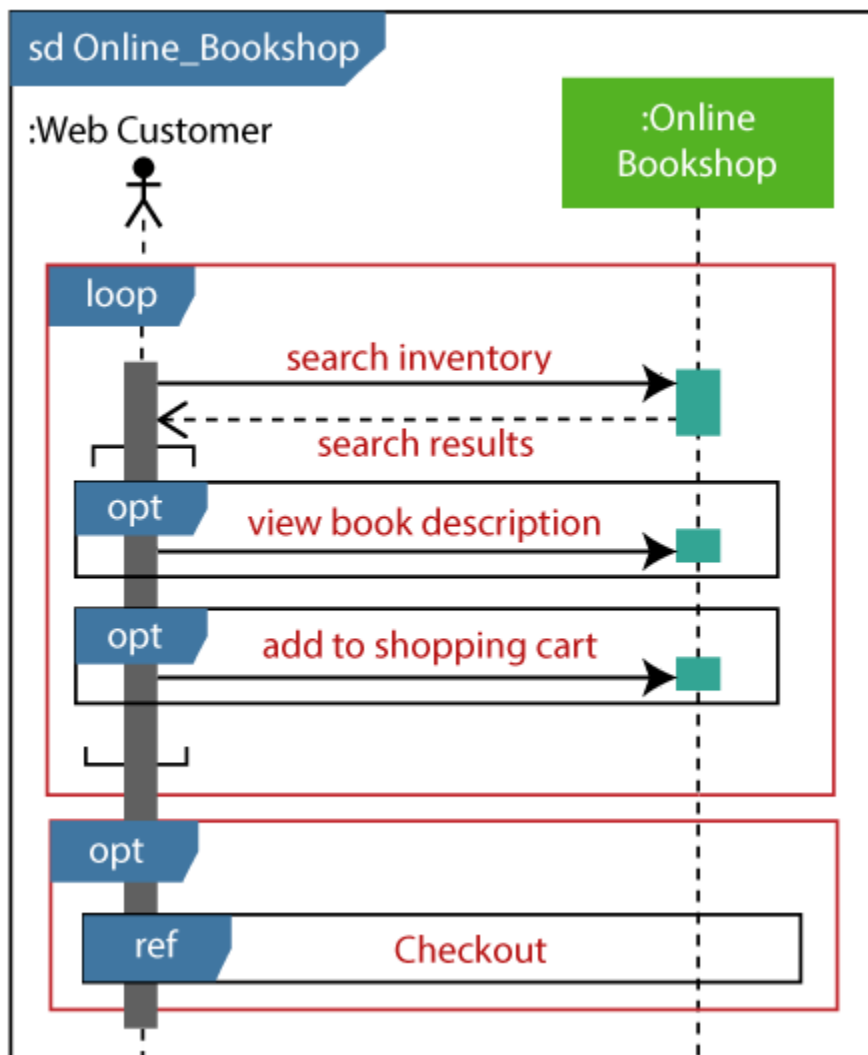 sd Online_Bookshop
:Web Customer
:Online
Bookshop
loop
search inventory
search results
opt
view book description
opt
add to shopping cart
opt
ref
Checkout